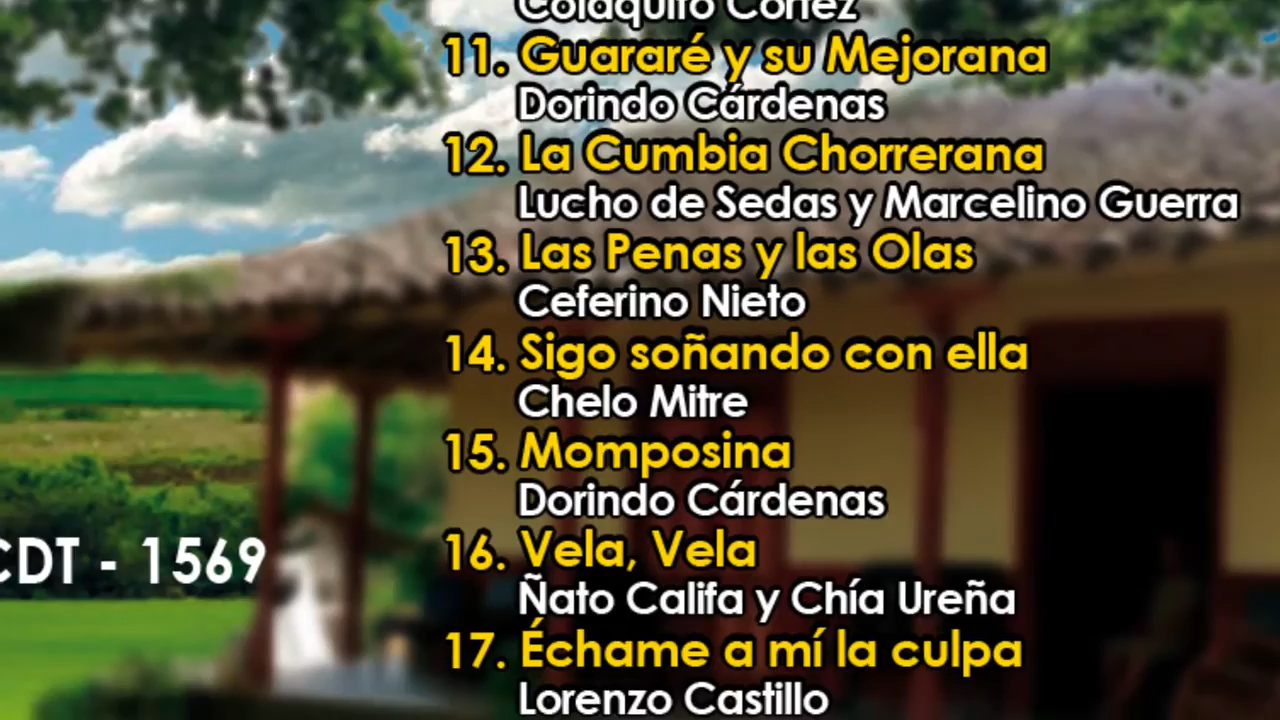 Colaquito Cortez
11. Guararé y su Mejorana
Dorindo Cárdenas
12. La Cumbia Chorrerana
Lucho de Sedas y Marcelino Guerra
13. Las Penas y las Olas
Ceferino Nieto
14. Sigo soñando con ella
Chelo Mitre
15. Momposina
Dorindo Cárdenas
CDT - 1569
16. Vela, Vela
Ñato Califa y Chía Ureña
17. Échame a mí la culpa
Lorenzo Castillo